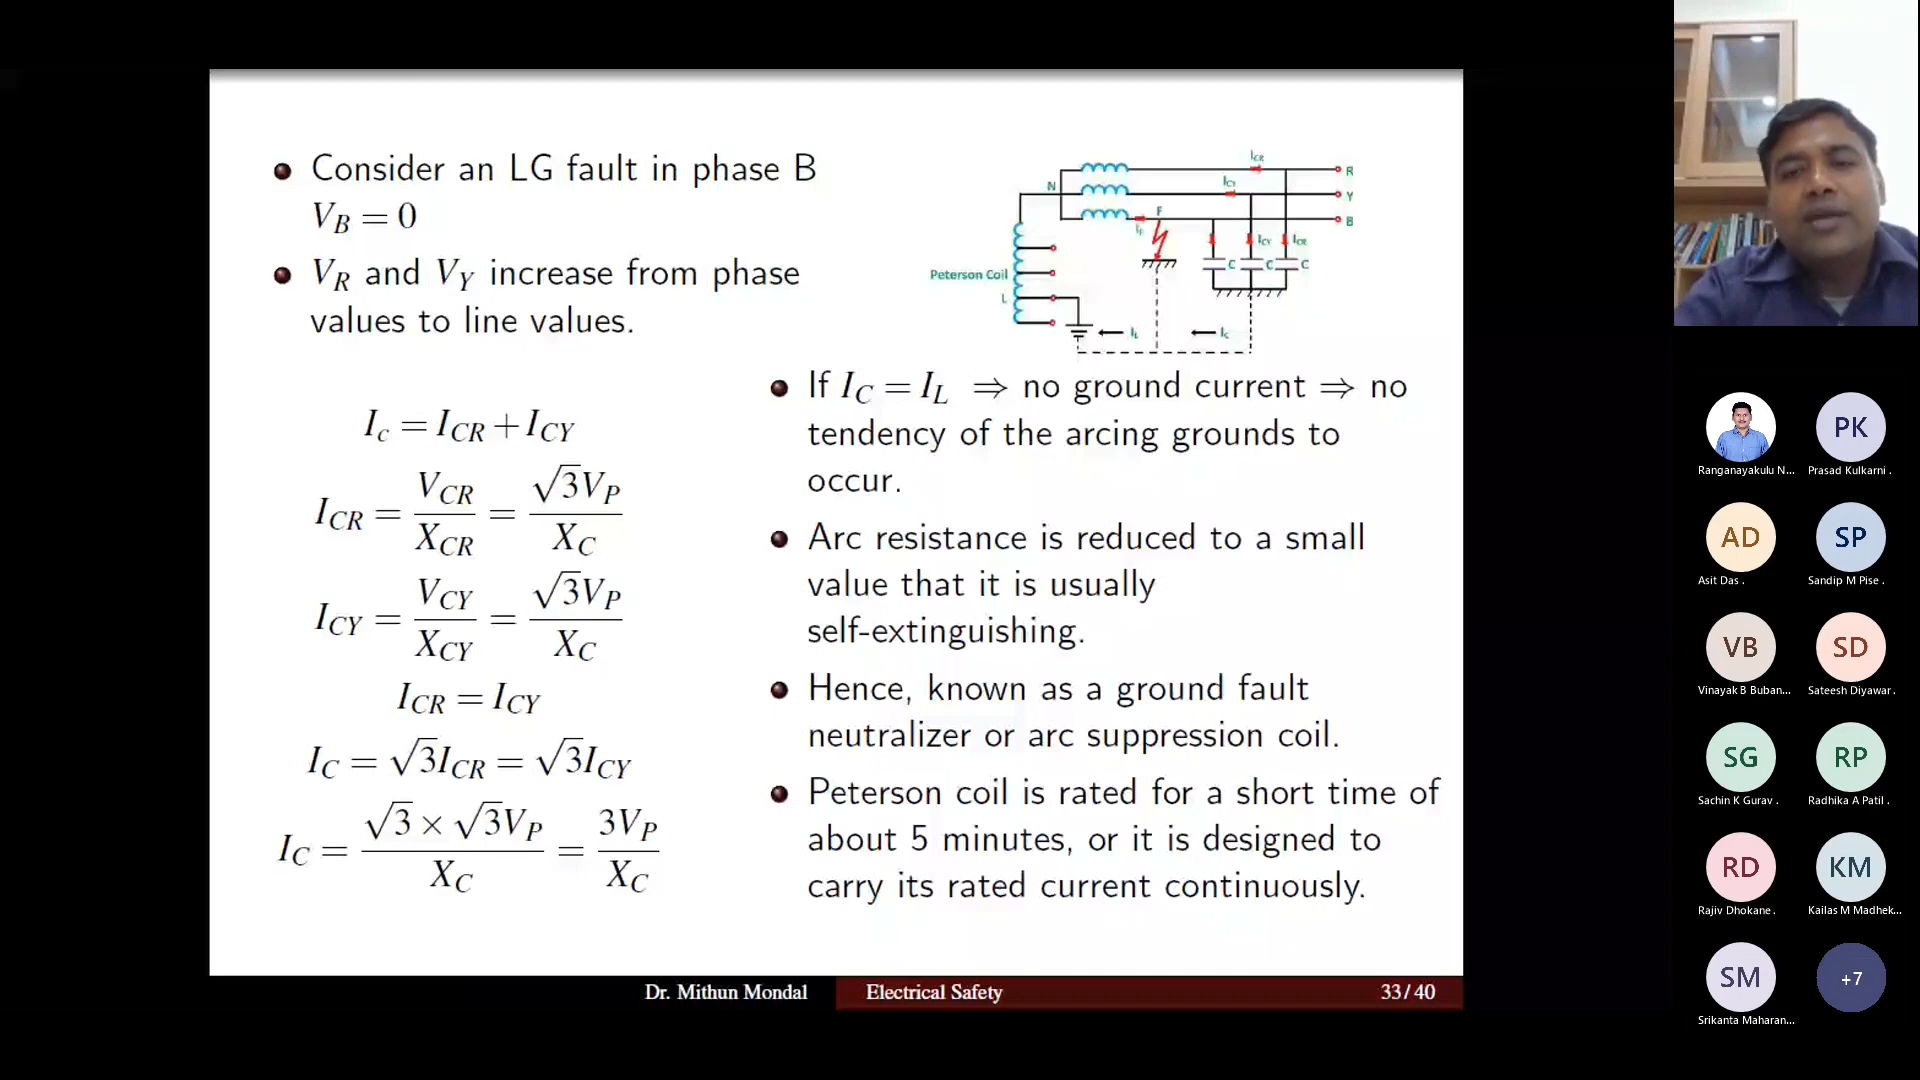 Consider an LG fault in phase B
V_B = 0
V_R and V_Y increase from phase
values to line values.
I_c = I_CR + I_CY
I_CR = V_CR / X_CR = √3V_P / X_C
I_CY = V_CY / X_CY = √3V_P / X_C
I_CR = I_CY
I_C = √3I_CR = √3I_CY
I_C = √3 × √3V_P / X_C = 3V_P / X_C
I_CR
R
N
I_CY
Y
F
B
I_F
I_CY
I_CR
C
C
C
Peterson Coil
L
I_L
I_C
If I_C = I_L ⇒ no ground current ⇒ no
tendency of the arcing grounds to
occur.
Arc resistance is reduced to a small
value that it is usually
self-extinguishing.
Hence, known as a ground fault
neutralizer or arc suppression coil.
Peterson coil is rated for a short time of
about 5 minutes, or it is designed to
carry its rated current continuously.
Dr. Mithun Mondal
Electrical Safety
33/40
Ranganayakulu N...
PK
Prasad Kulkarni .
AD
Asit Das .
SP
Sandip M Pise .
VB
Vinayak B Buban...
SD
Sateesh Diyawar .
SG
Sachin K Gurav .
RP
Radhika A Patil .
RD
Rajiv Dhokane .
KM
Kailas M Madhek...
SM
Srikanta Maharan...
+7